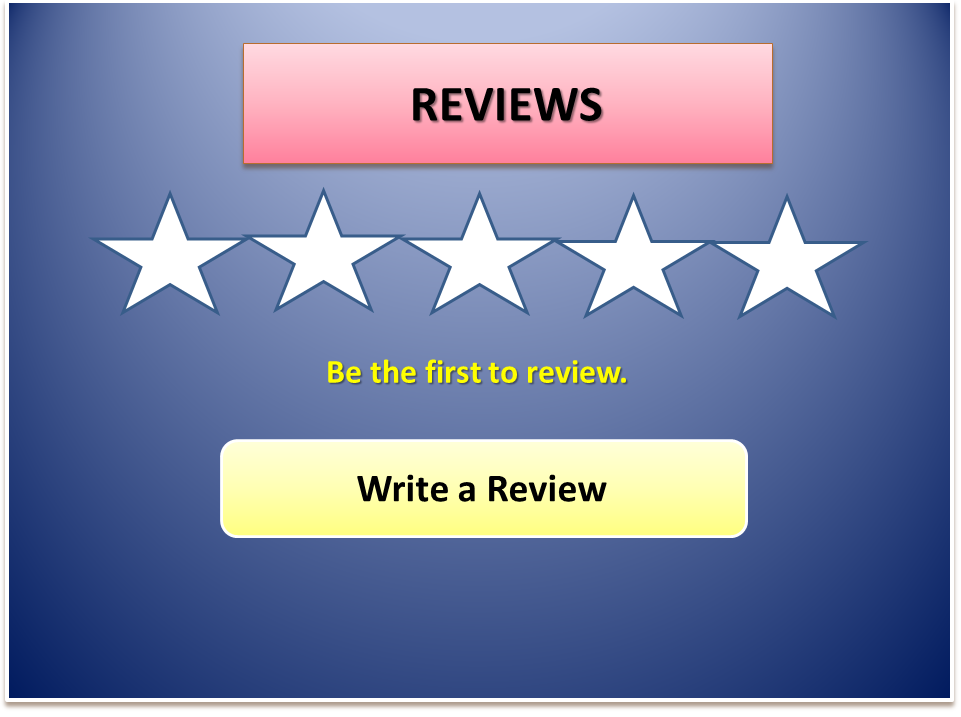 REVIEWS
Be the first to review.
Write a Review